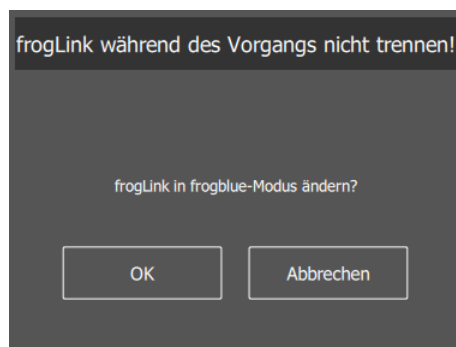 frogLink während des Vorgangs nicht trennen!
frogLink in frogblue-Modus ändern?
OK
Abbrechen